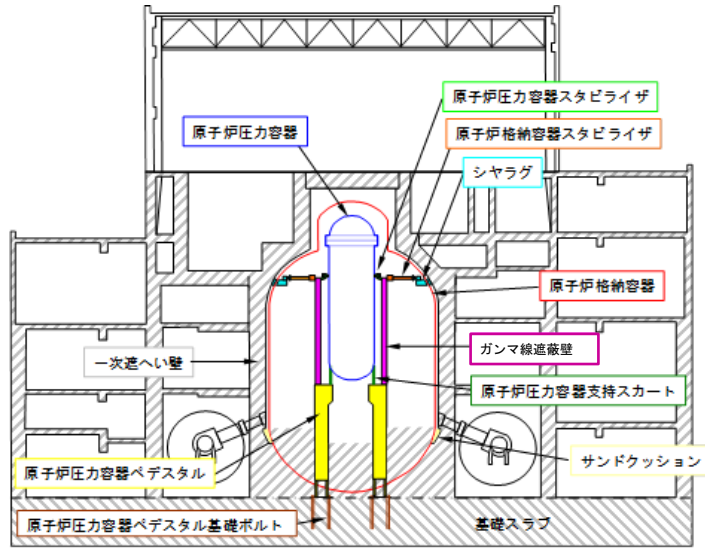 原子炉圧力容器スタビライザ
原子炉圧力容器
原子炉格納容器スタビライザ
シヤラグ
原子炉格納容器
一次遮へい壁
ガンマ線遮蔽壁
原子炉圧力容器支持スカート
サンドクッション
原子炉圧力容器ペデスタル
原子炉圧力容器ペデスタル基礎ボルト
基礎スラブ